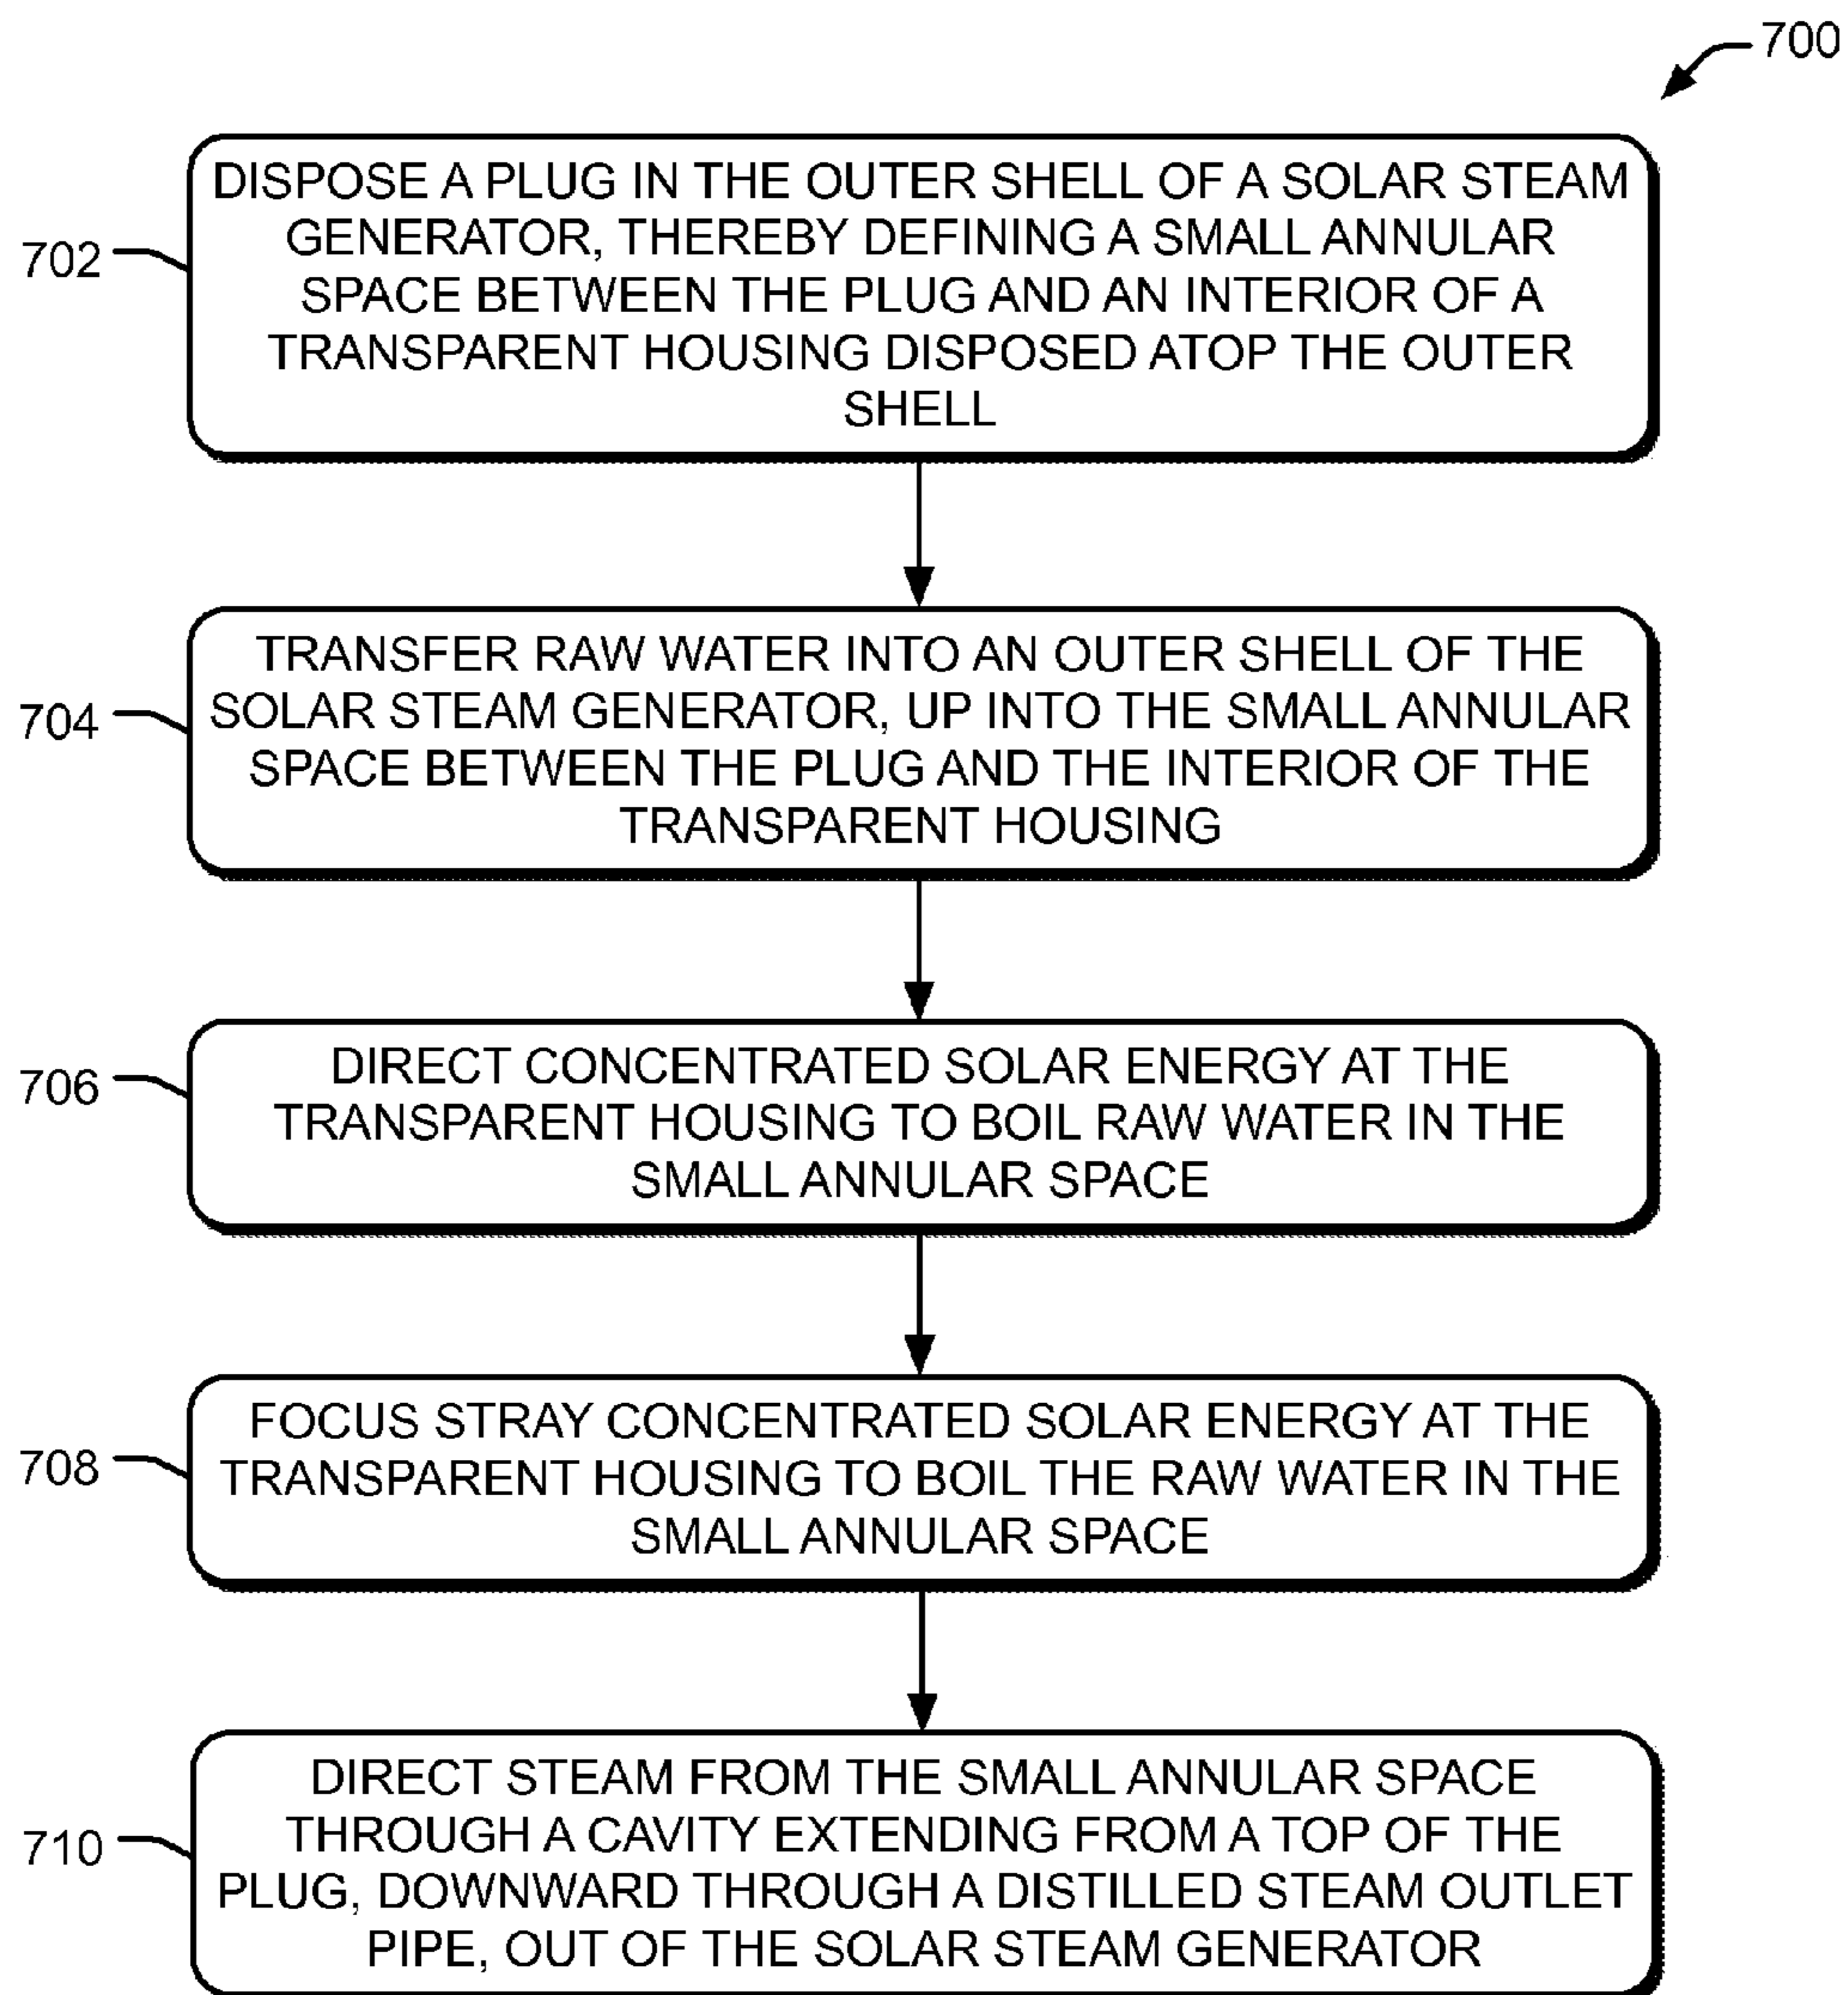 700
702
DISPOSE A PLUG IN THE OUTER SHELL OF A SOLAR STEAM
GENERATOR, THEREBY DEFINING A SMALL ANNULAR
SPACE BETWEEN THE PLUG AND AN INTERIOR OF A
TRANSPARENT HOUSING DISPOSED ATOP THE OUTER
SHELL
704
TRANSFER RAW WATER INTO AN OUTER SHELL OF THE
SOLAR STEAM GENERATOR, UP INTO THE SMALL ANNULAR
SPACE BETWEEN THE PLUG AND THE INTERIOR OF THE
TRANSPARENT HOUSING
706
DIRECT CONCENTRATED SOLAR ENERGY AT THE
TRANSPARENT HOUSING TO BOIL RAW WATER IN THE
SMALL ANNULAR SPACE
708
FOCUS STRAY CONCENTRATED SOLAR ENERGY AT THE
TRANSPARENT HOUSING TO BOIL THE RAW WATER IN THE
SMALL ANNULAR SPACE
710
DIRECT STEAM FROM THE SMALL ANNULAR SPACE
THROUGH A CAVITY EXTENDING FROM A TOP OF THE
PLUG, DOWNWARD THROUGH A DISTILLED STEAM OUTLET
PIPE, OUT OF THE SOLAR STEAM GENERATOR